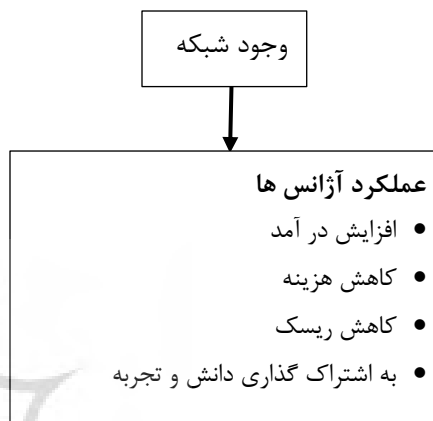 وجود شبکه
عملکرد آژانس ها
● افزایش در آمد
● کاهش هزینه
● کاهش ریسک
● به اشتراک گذاری دانش و تجربه